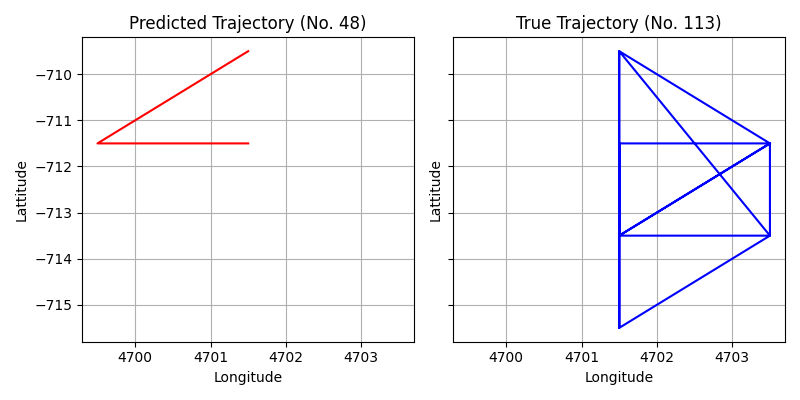 Predicted Trajectory (No. 48)
True Trajectory (No. 113)
Lattitude
−710
−711
−712
−713
−714
−715
4700
4701
4702
4703
Longitude
Lattitude
4700
4701
4702
4703
Longitude